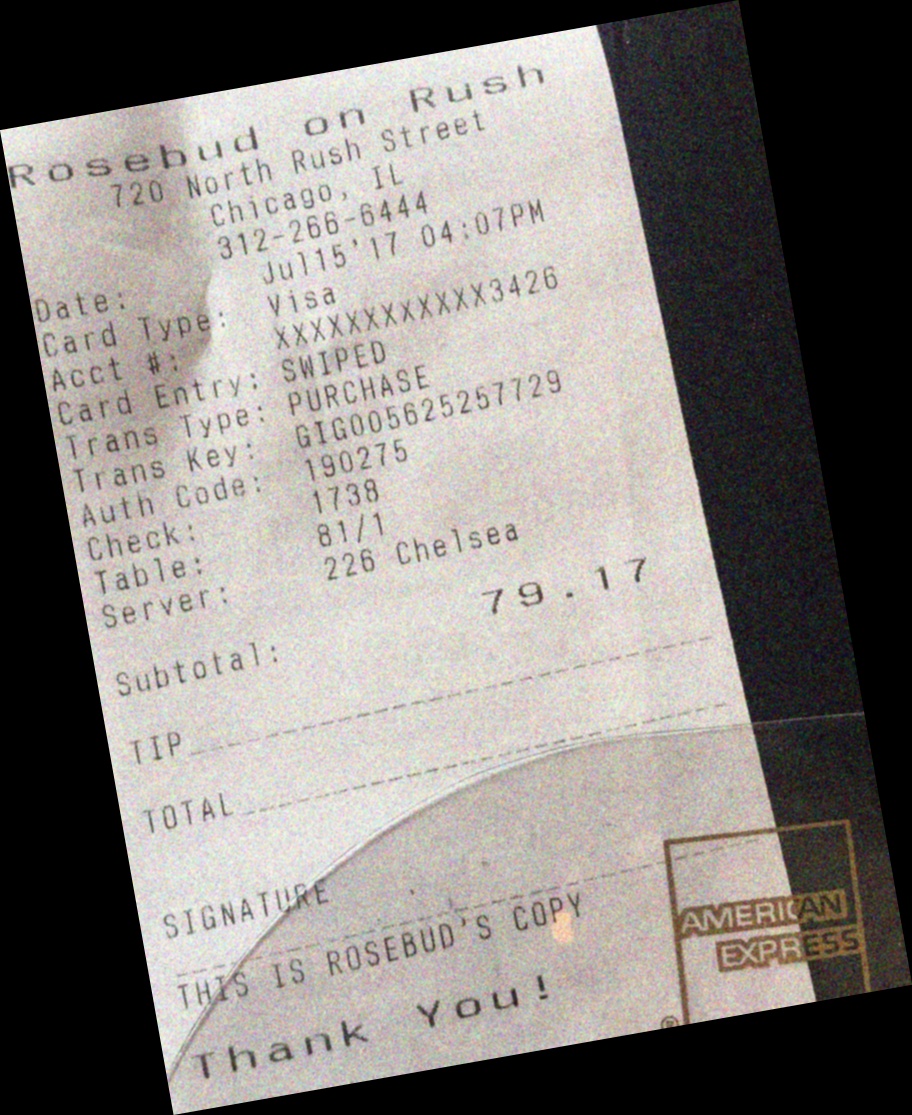 Rosebud on Rush
720 North Rush Street
Chicago, IL
312-266-6444
Date: Jul15'17 04:07PM
Card Type: Visa
Acct #: XXXXXXXXXXXX3426
Card Entry: SWIPED
Trans Type: PURCHASE
Trans Key: GIG005625257729
Auth Code: 190275
Check: 1738
Table: 81/1
Server: 226 Chelsea
Subtotal: 79.17
TIP
TOTAL
SIGNATURE
THIS IS ROSEBUD'S COPY
Thank You!
AMERICAN
EXPRESS
®